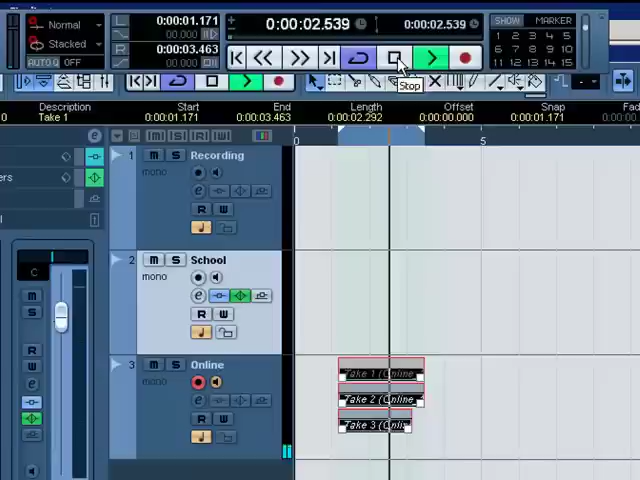 Normal
Stacked
AUTO Q OFF
L 0:00:01.171
00:00
R 0:00:03.463
00:00
0:00:02.539
0:00:02.539
SHOW MARKER
1 2 3 4 5
6 7 8 9 10
11 12 13 14 15
Stop
Description Start End Length Offset Snap Fade
Take 1 0:00:01.171 0:00:03.463 0:00:02.292 0:00:00.000 0:00:01.171 0:00
0 5
ers
C
M
S
R
W
e
1 M S Recording
mono
e
R W
2 M S School
mono
e
R W
3 M S Online
mono
e
R W
Take 1 (Online
Take 2 (Online
Take 3 (Onli